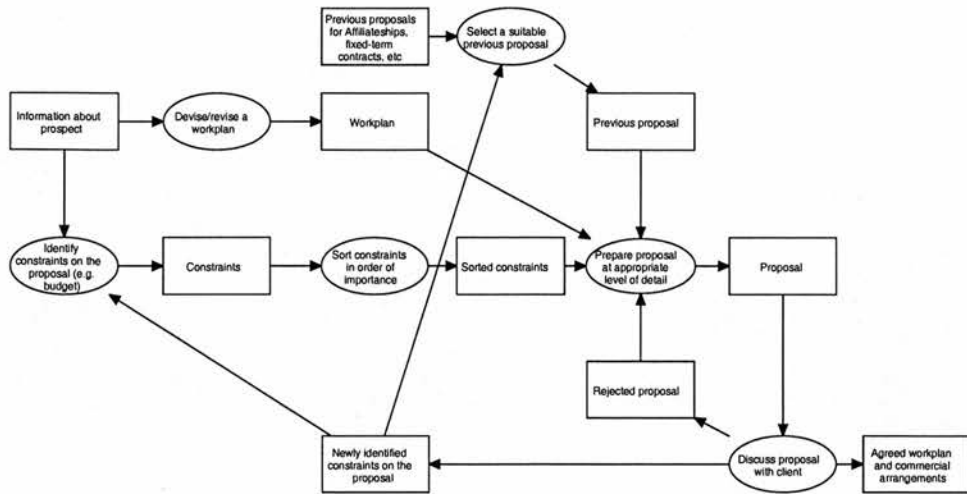 Previous proposals
for Affiliateships,
fixed-term
contracts, etc
Select a suitable
previous proposal
Information about
prospect
Devise/revise a
workplan
Workplan
Previous proposal
Identify
constraints on the
proposal (e.g.
budget)
Constraints
Sort constraints
in order of
importance
Sorted constraints
Prepare proposal
at appropriate
level of detail
Proposal
Rejected proposal
Newly identified
constraints on the
proposal
Discuss proposal
with client
Agreed workplan
and commercial
arrangements